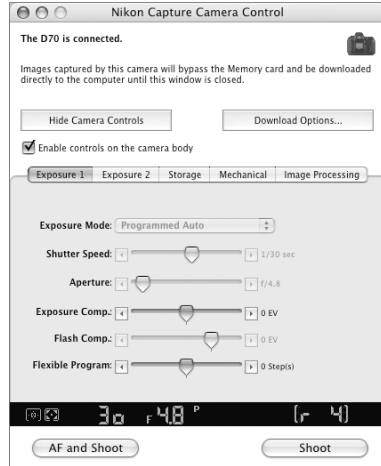 Nikon Capture Camera Control
The D70 is connected.
Images captured by this camera will bypass the Memory card and be downloaded
directly to the computer until this window is closed.
Hide Camera Controls Download Options...
Enable controls on the camera body
Exposure 1 Exposure 2 Storage Mechanical Image Processing
Exposure Mode: Programmed Auto
Shutter Speed: 1/30 sec
Aperture: f/4.8
Exposure Comp.: 0 EV
Flash Comp.: 0 EV
Flexible Program: 0 Step(s)
30 F4.8 P (r 4)
AF and Shoot Shoot